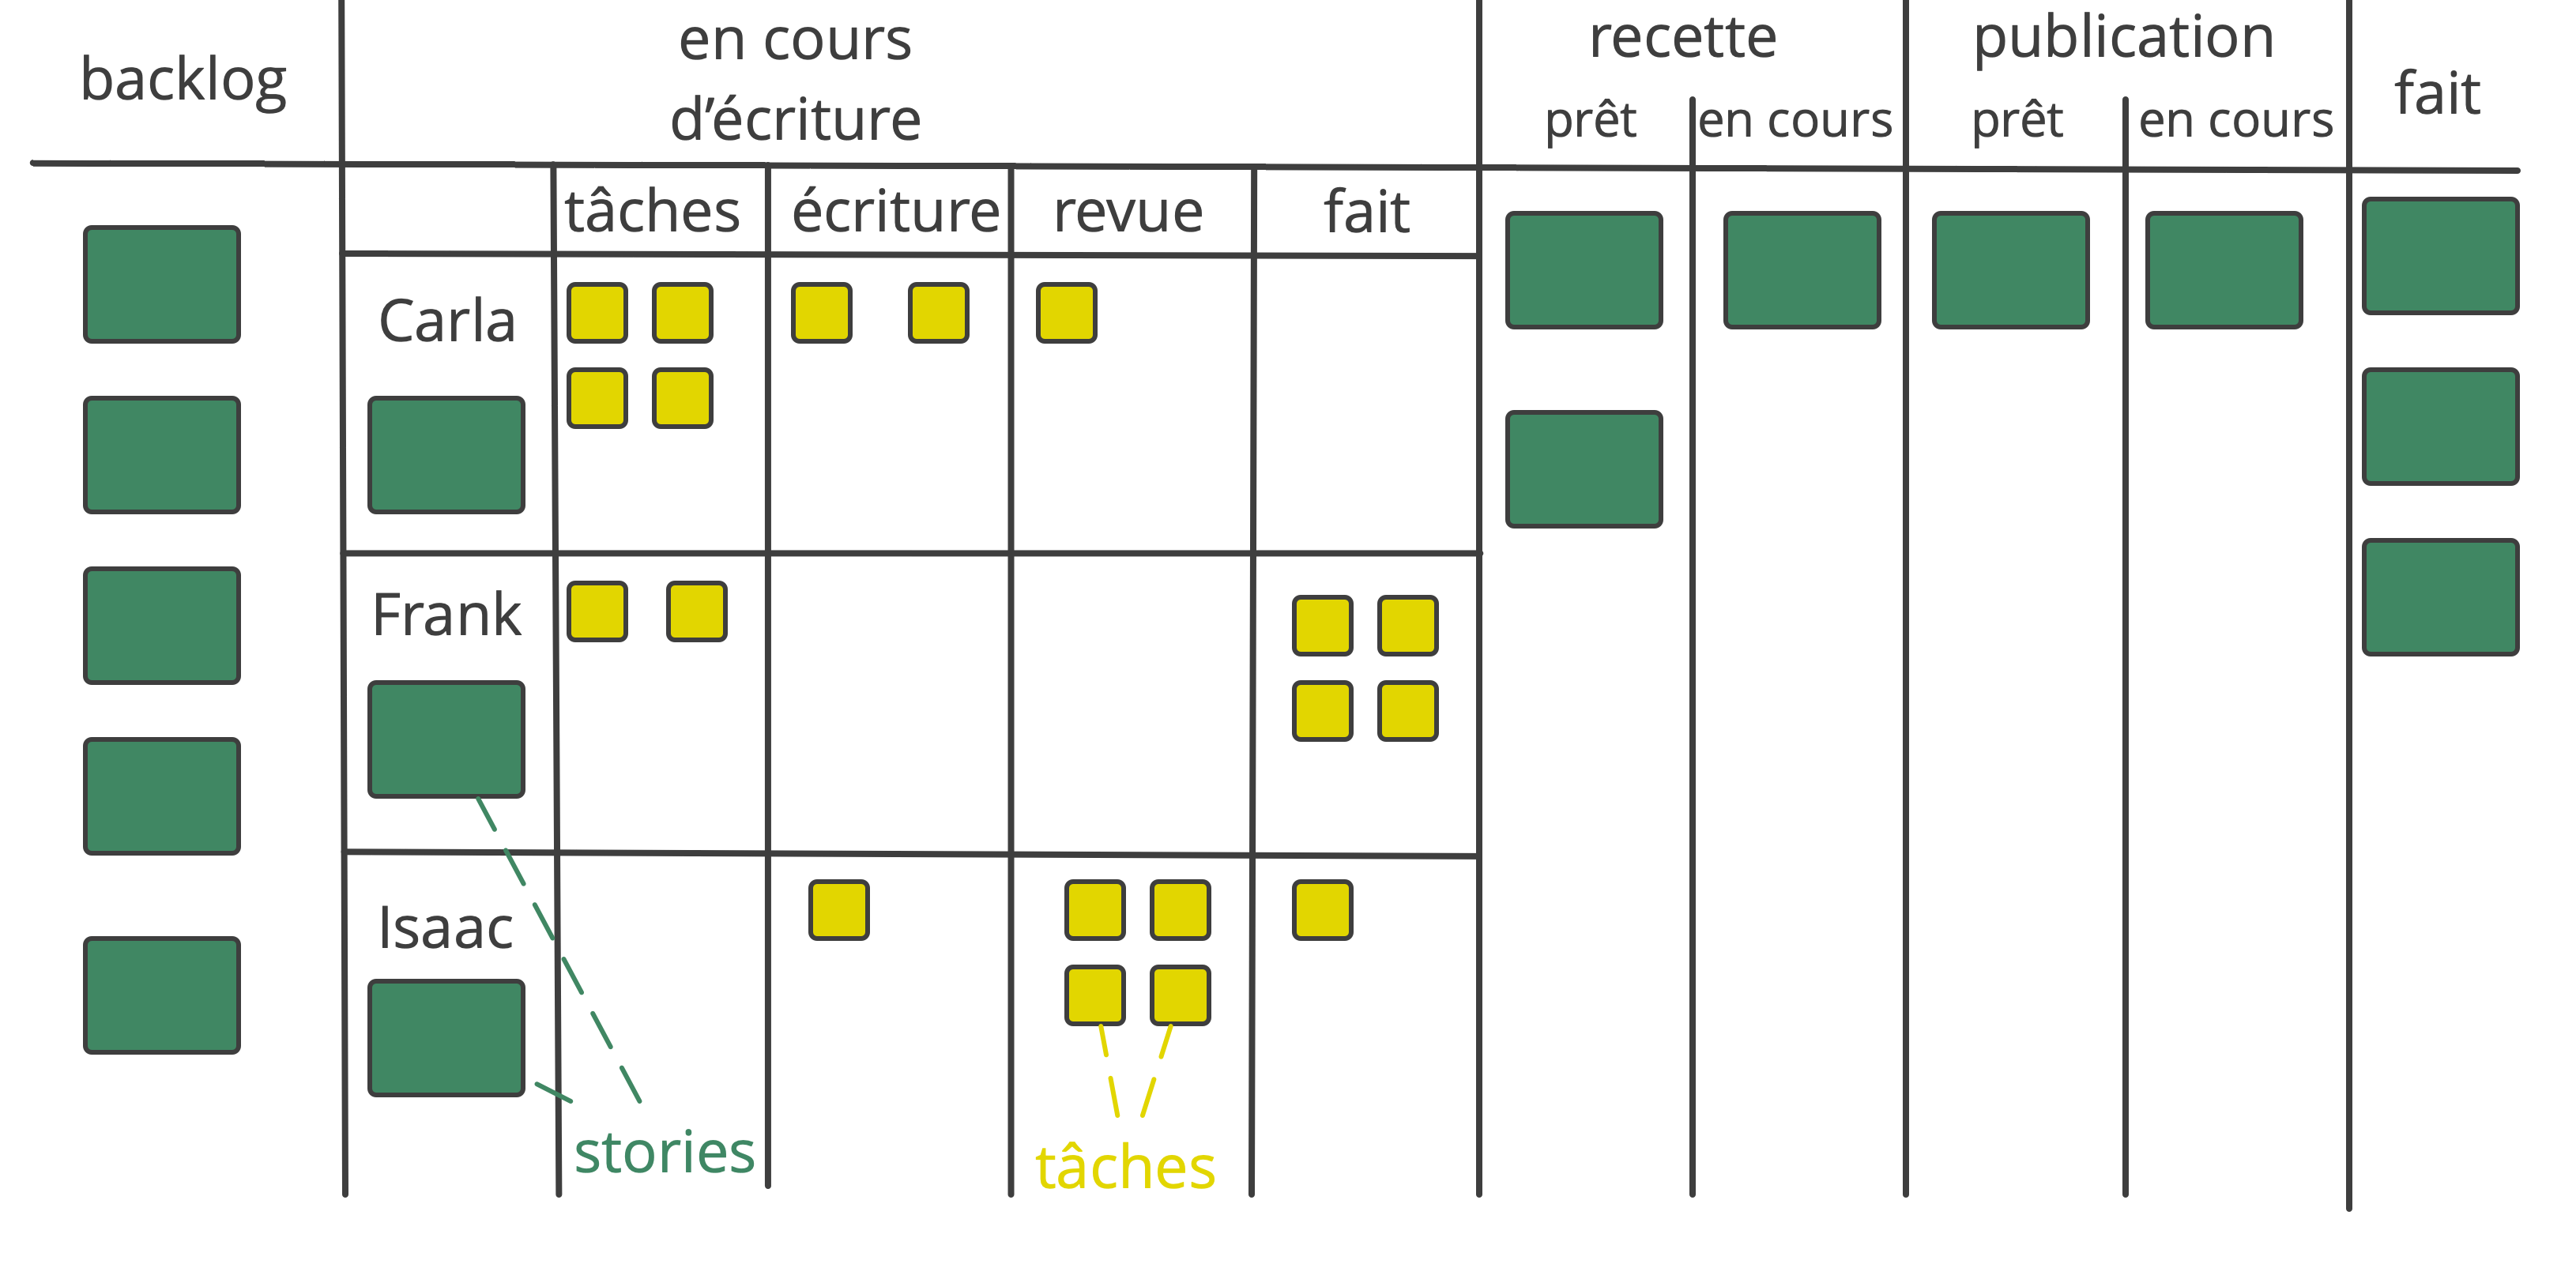 backlog
en cours
d’écriture
recette
prêt
en cours
publication
prêt
en cours
fait
tâches
écriture
revue
fait
Carla
Frank
Isaac
stories
tâches